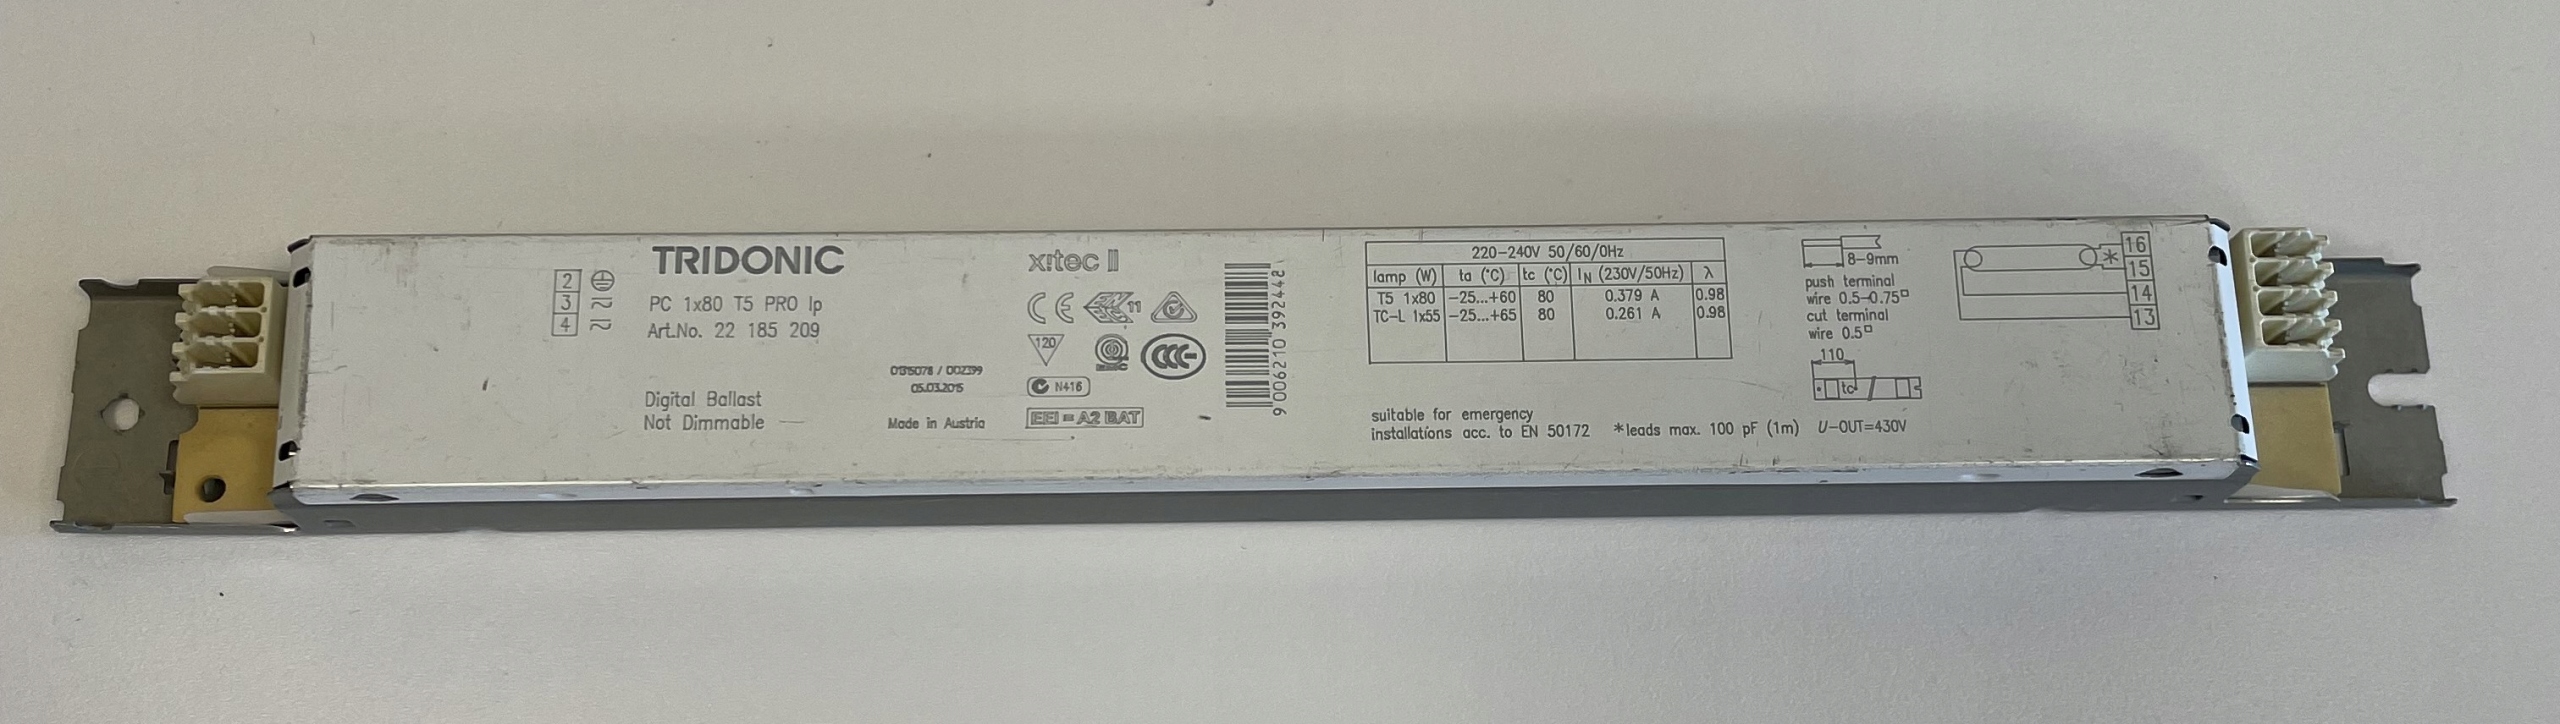 2
3
4
TRIDONIC
PC 1x80 T5 PRO lp
Art.No. 22 185 209
Digital Ballast
Not Dimmable
05.03.2015
Made in Austria
x!tec II
CE
11
120
N416
EEI = A2 BAT
9 006210 392448
220-240V 50/60/0Hz
lamp (W) ta (°C) tc (°C) IN (230V/50Hz) λ
T5 1x80 -25...+60 80 0.379 A 0.98
TC-L 1x55 -25...+65 80 0.261 A 0.98
suitable for emergency
installations acc. to EN 50172 *leads max. 100 pF (1m) U-OUT=430V
8-9mm
push terminal
wire 0.5-0.75□
cut terminal
wire 0.5□
110
tc
*
16
15
14
13